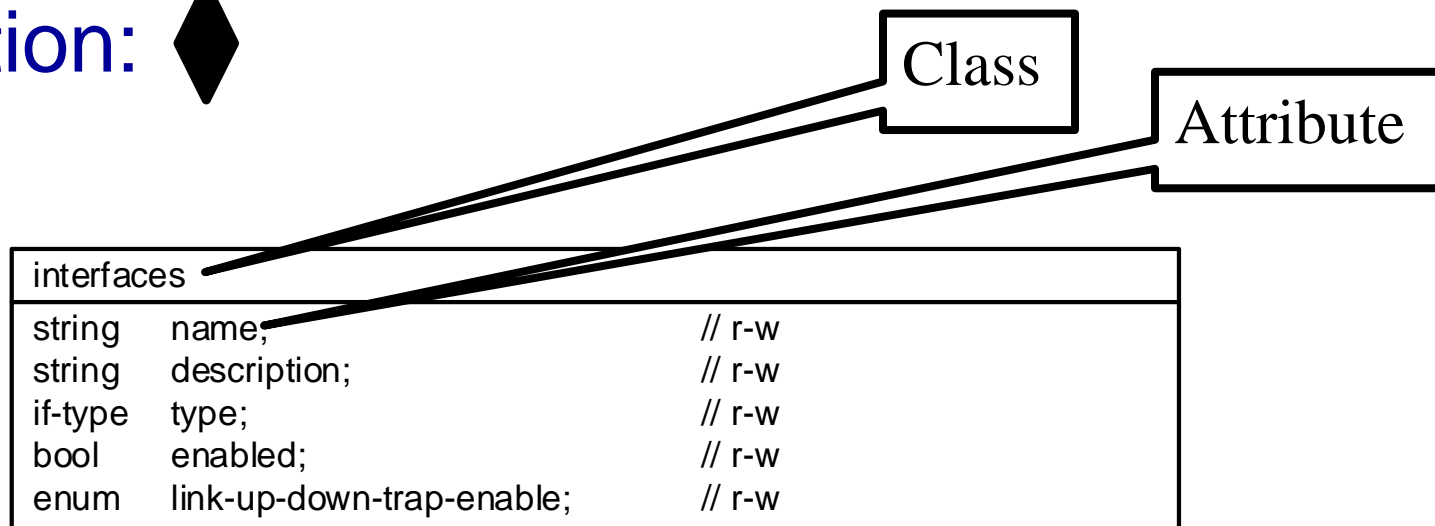 tion:
Class
Attribute
interfaces
string name; // r-w
string description; // r-w
if-type type; // r-w
bool enabled; // r-w
enum link-up-down-trap-enable; // r-w